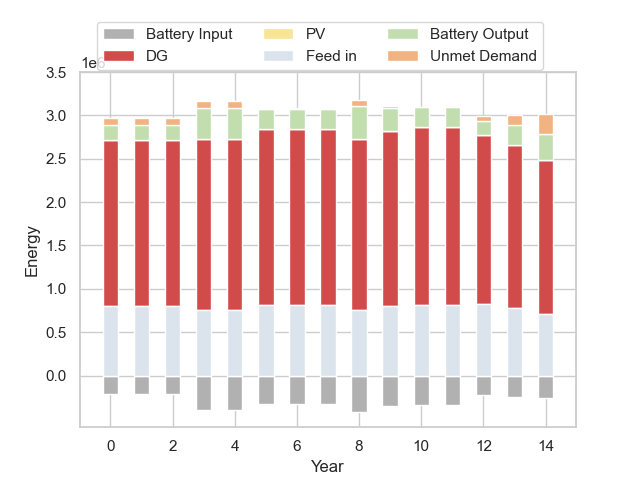 Battery Input PV Battery Output
DG Feed in Unmet Demand
1e6
3.5
3.0
2.5
2.0
1.5
1.0
0.5
0.0
Energy
0 2 4 6 8 10 12 14
Year